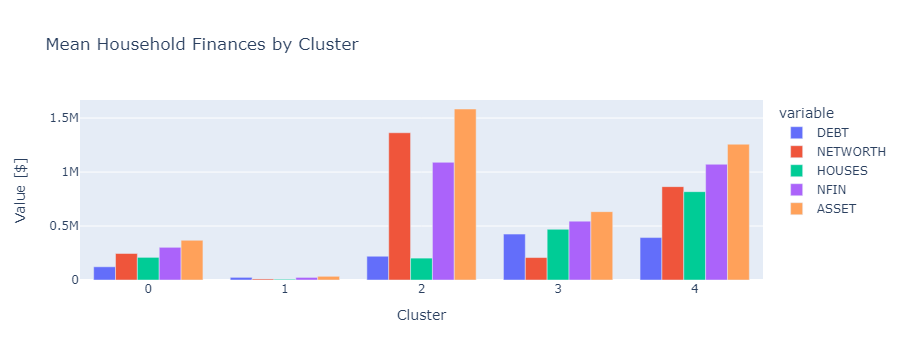 Mean Household Finances by Cluster
variable
DEBT
NETWORTH
HOUSES
NFIN
ASSET
Value [$]
1.5M
1M
0.5M
0
0 1 2 3 4
Cluster